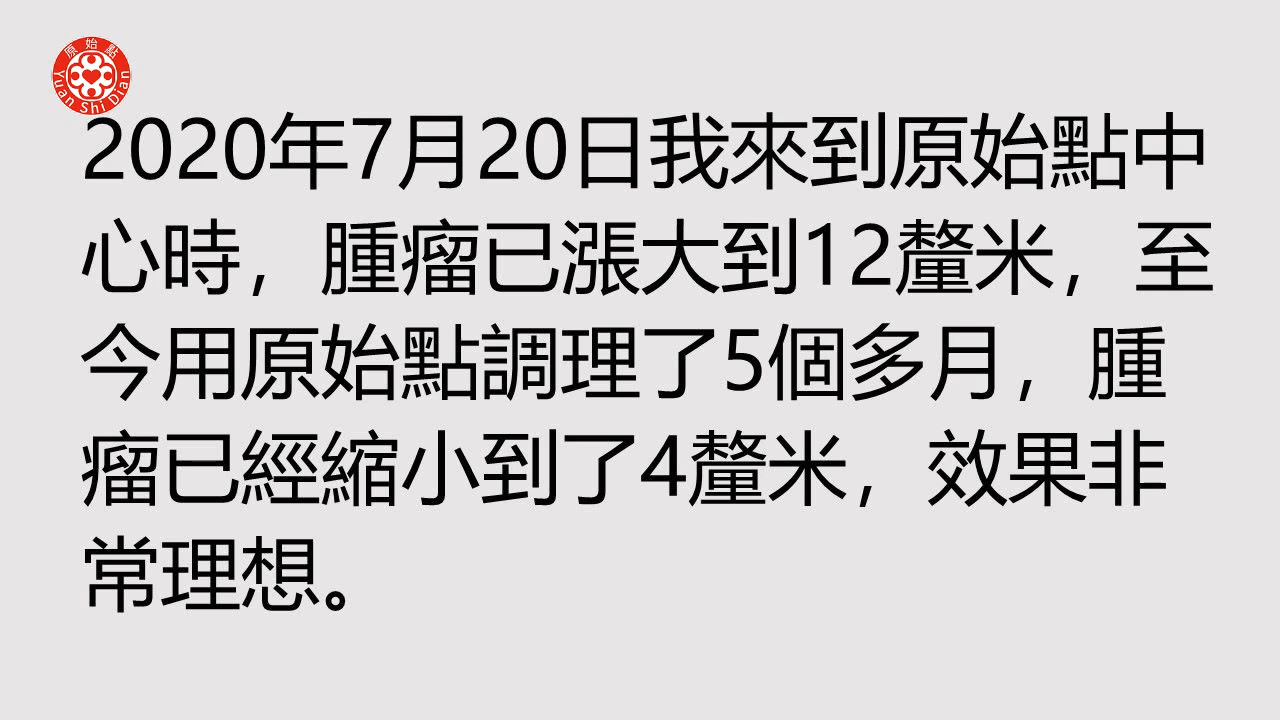 原始點
Yuan Shi Dian
2020年7月20日我來到原始點中
心時，腫瘤已漲大到12釐米，至
今用原始點調理了5個多月，腫
瘤已經縮小到了4釐米，效果非
常理想。